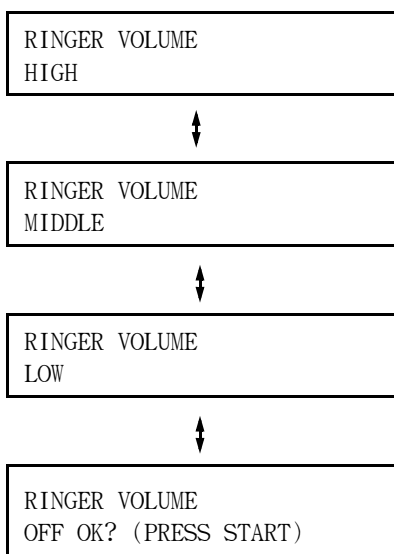 RINGER VOLUME
HIGH
RINGER VOLUME
MIDDLE
RINGER VOLUME
LOW
RINGER VOLUME
OFF OK? (PRESS START)